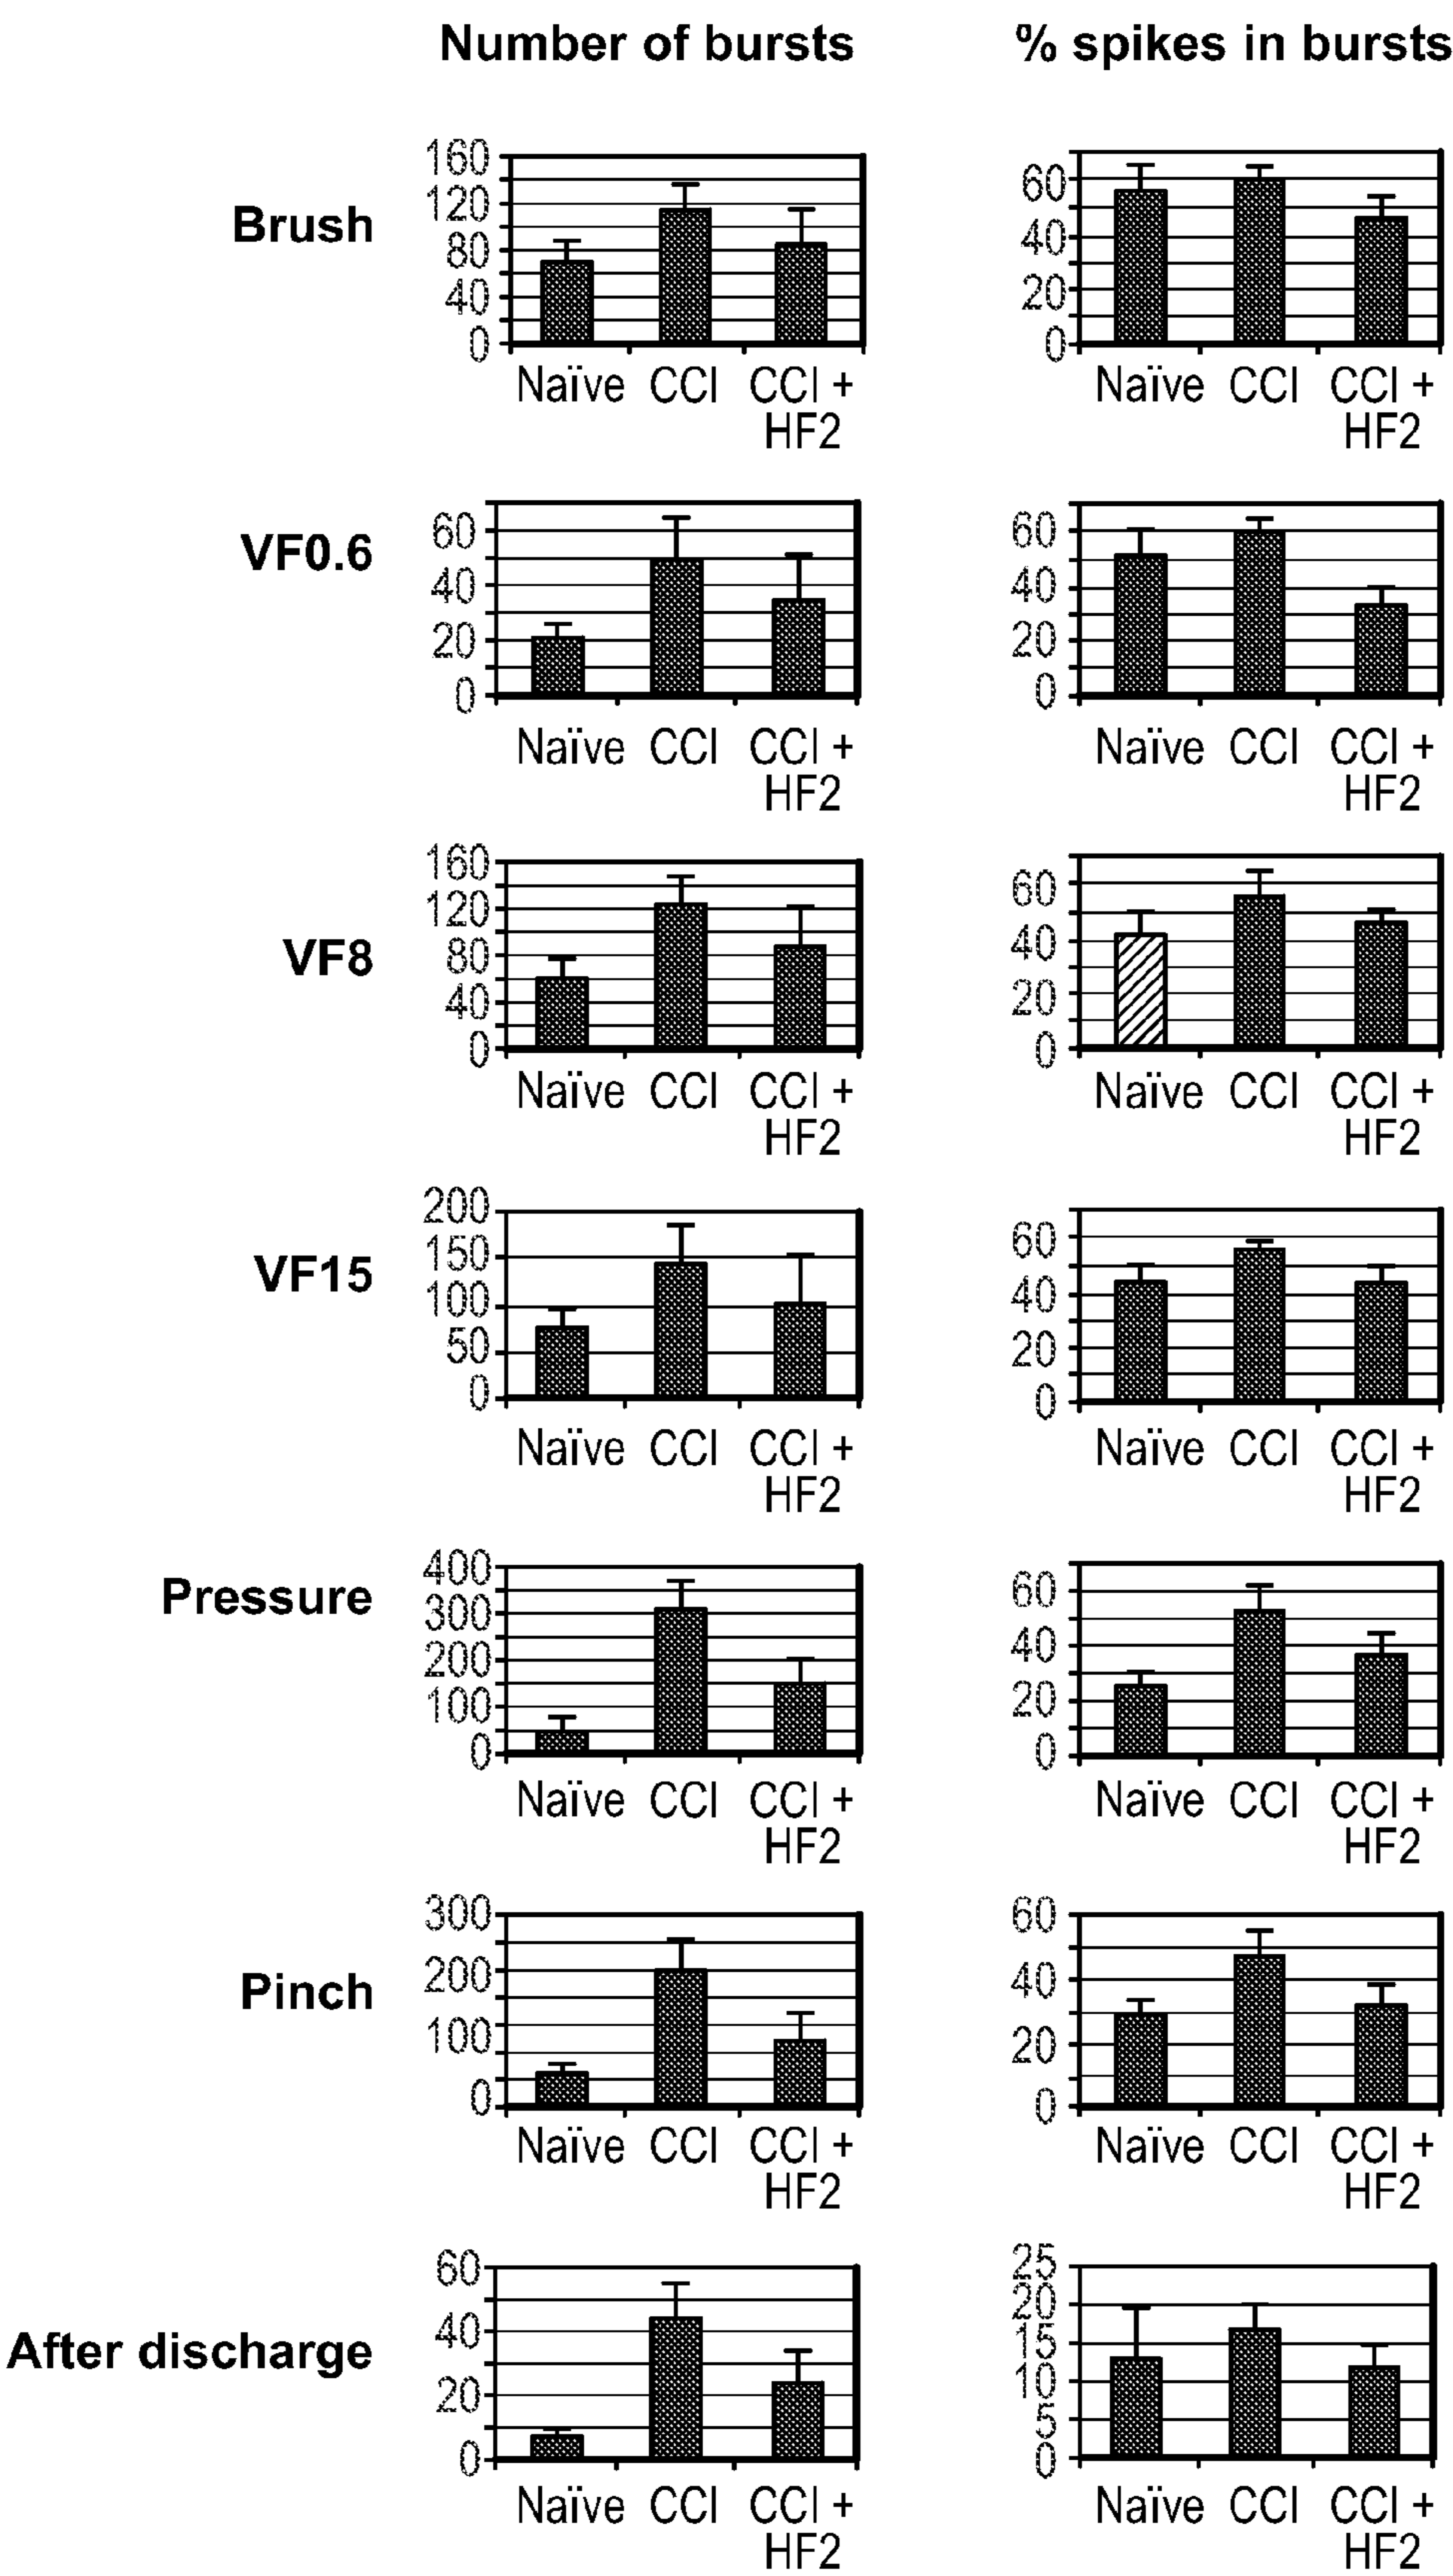 Number of bursts % spikes in bursts
Brush
160
120
80
40
0
Naïve CCI CCI +
HF2
60
40
20
0
Naïve CCI CCI +
HF2
VF0.6
60
40
20
0
Naïve CCI CCI +
HF2
60
40
20
0
Naïve CCI CCI +
HF2
VF8
160
120
80
40
0
Naïve CCI CCI +
HF2
60
40
20
0
Naïve CCI CCI +
HF2
VF15
200
150
100
50
0
Naïve CCI CCI +
HF2
60
40
20
0
Naïve CCI CCI +
HF2
Pressure
400
300
200
100
0
Naïve CCI CCI +
HF2
60
40
20
0
Naïve CCI CCI +
HF2
Pinch
300
200
100
0
Naïve CCI CCI +
HF2
60
40
20
0
Naïve CCI CCI +
HF2
After discharge
60
40
20
0
Naïve CCI CCI +
HF2
25
20
15
10
5
0
Naïve CCI CCI +
HF2